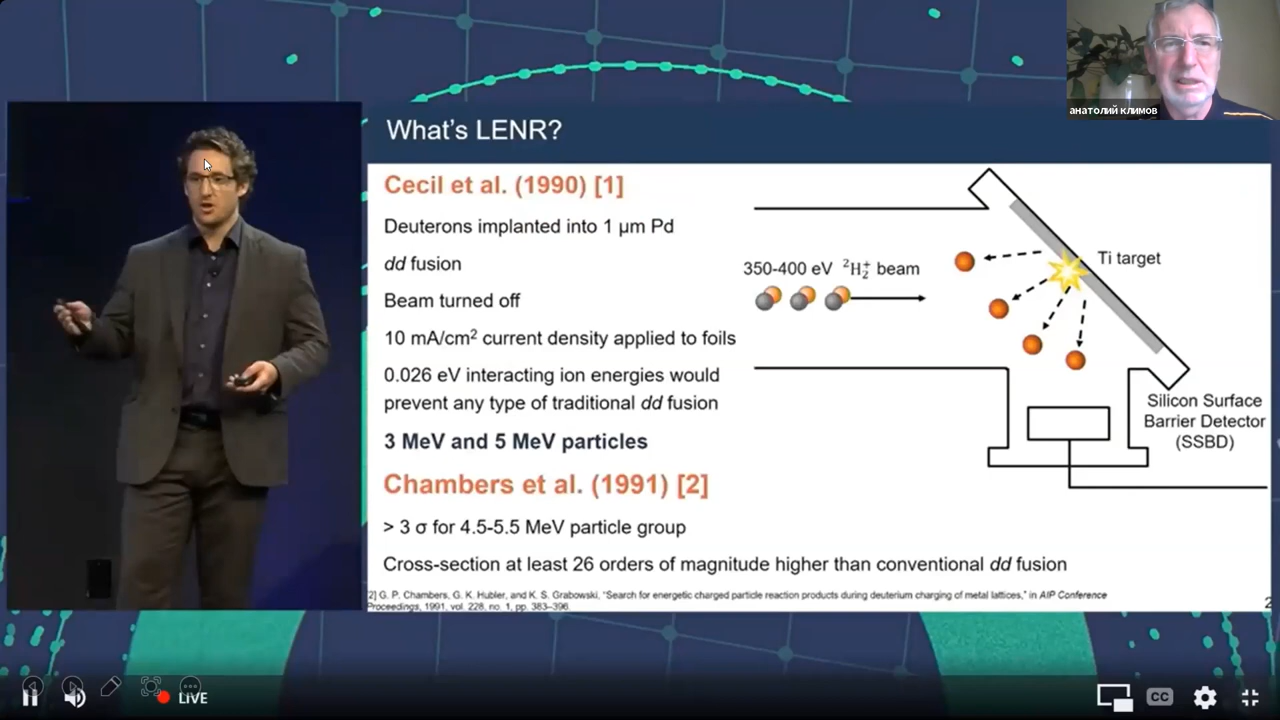 анатолий климов
What's LENR?
Cecil et al. (1990) [1]
Deuterons implanted into 1 µm Pd
dd fusion
Beam turned off
10 mA/cm² current density applied to foils
0.026 eV interacting ion energies would
prevent any type of traditional dd fusion
3 MeV and 5 MeV particles
350-400 eV ²H₂⁺ beam
Ti target
Silicon Surface
Barrier Detector
(SSBD)
Chambers et al. (1991) [2]
> 3 σ for 4.5-5.5 MeV particle group
Cross-section at least 26 orders of magnitude higher than conventional dd fusion
2] G. P. Chambers, G. K. Hubler, and K. S. Grabowski, "Search for energetic charged particle reaction products during deuterium charging of metal lattices," in AIP Conference
Proceedings, 1991, vol. 228, no. 1, pp. 383–396.
2
LIVE
CC